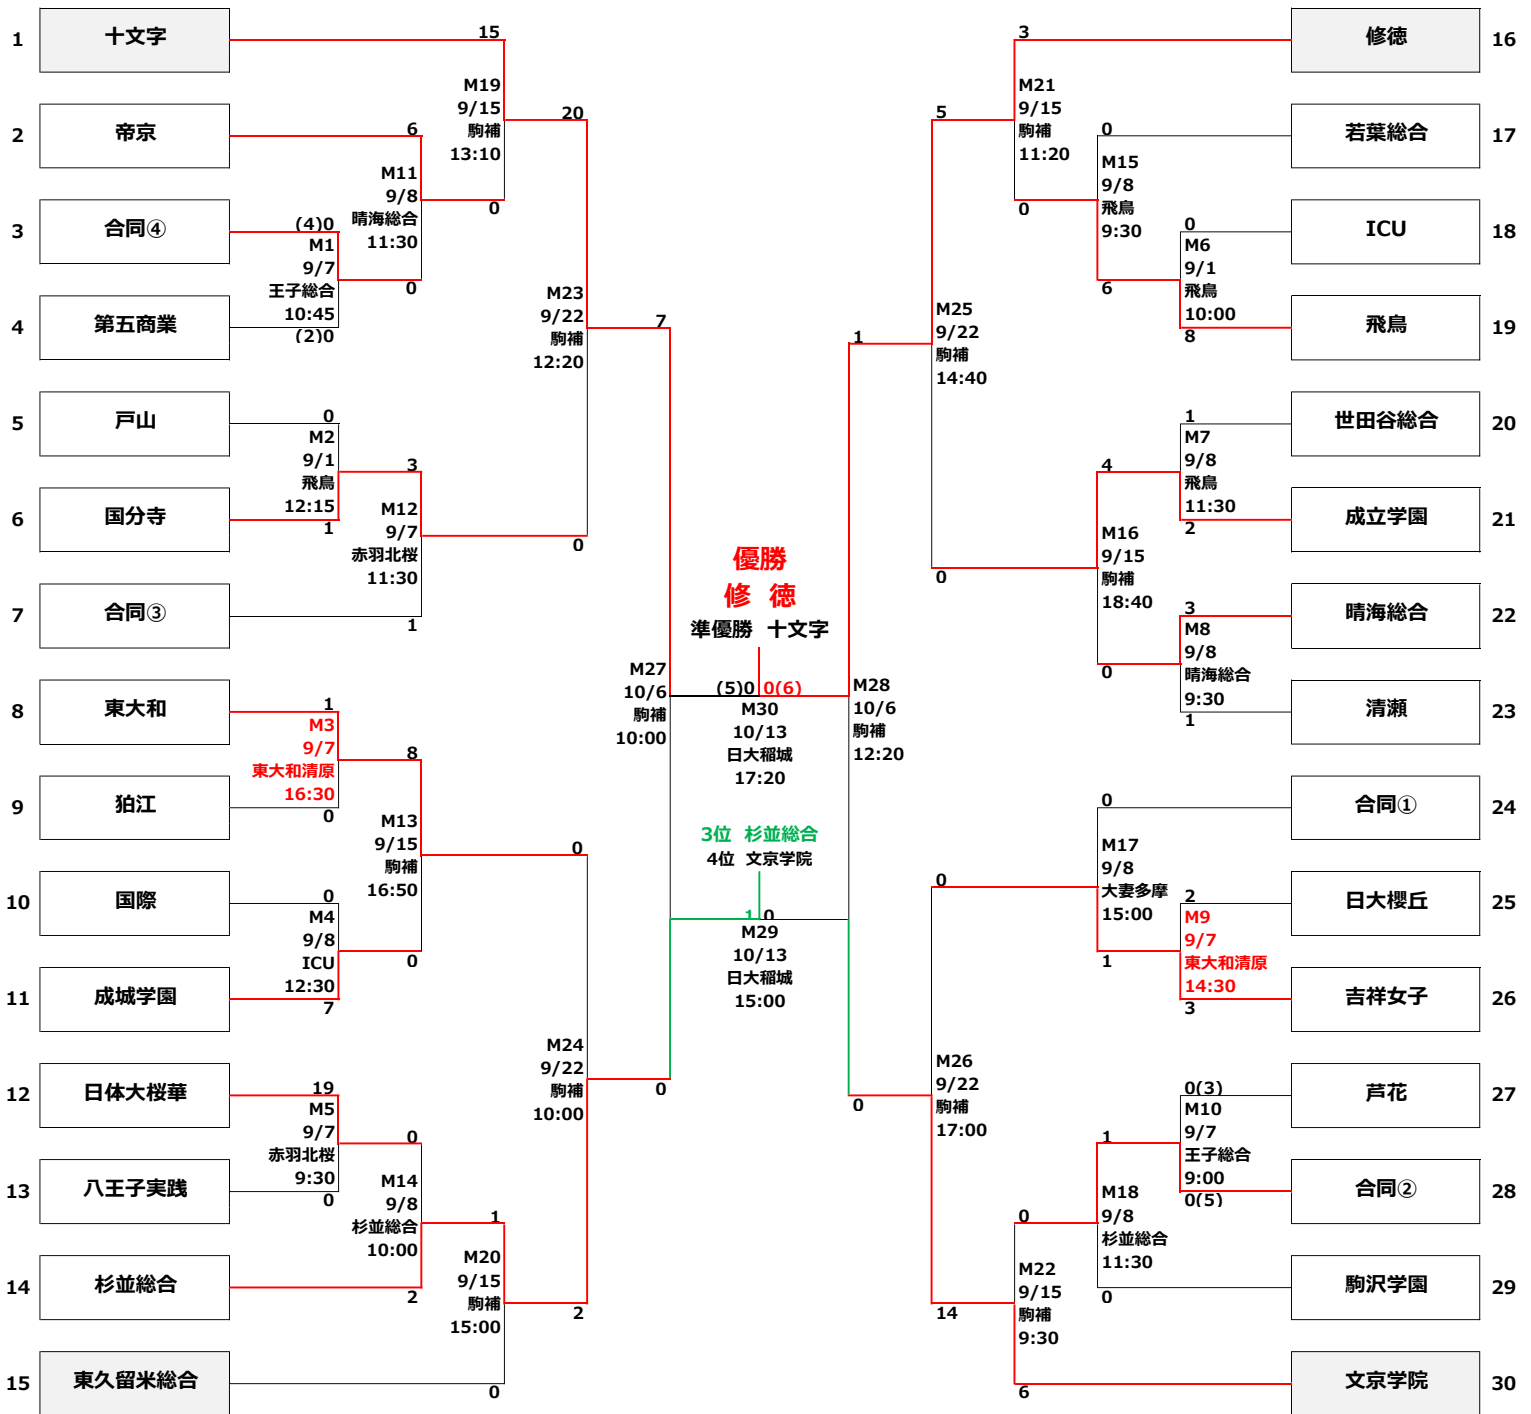 1
十文字
15
M19
9/15
駒補
13:10
2
帝京
6
M11
9/8
晴海総合
11:30
20
0
3
合同④
(4)0
M1
9/7
王子総合
10:45
(2)0
0
4
第五商業
M23
9/22
駒補
12:20
7
5
戸山
0
M2
9/1
飛鳥
12:15
1
6
国分寺
3
M12
9/7
赤羽北桜
11:30
1
0
7
合同③
M27
10/6
駒補
10:00
8
東大和
1
M3
9/7
東大和清原
16:30
0
9
狛江
8
M13
9/15
駒補
16:50
0
10
国際
0
M4
9/8
ICU
12:30
7
0
11
成城学園
M24
9/22
駒補
10:00
0
12
日体大桜華
19
M5
9/7
赤羽北桜
9:30
0
13
八王子実践
0
M14
9/8
杉並総合
10:00
2
14
杉並総合
1
M20
9/15
駒補
15:00
0
2
15
東久留米総合
優勝
修 徳
準優勝 十文字
(5)0
0(6)
M30
10/13
日大稲城
17:20
3位 杉並総合
4位 文京学院
1
0
M29
10/13
日大稲城
15:00
3
修徳
16
M21
9/15
駒補
11:20
5
0
若葉総合
17
M15
9/8
飛鳥
9:30
0
6
0
ICU
18
M6
9/1
飛鳥
10:00
8
飛鳥
19
M25
9/22
駒補
14:40
1
1
世田谷総合
20
M7
9/8
飛鳥
11:30
2
成立学園
21
4
M16
9/15
駒補
18:40
0
0
3
晴海総合
22
M8
9/8
晴海総合
9:30
1
清瀬
23
M28
10/6
駒補
12:20
0
合同①
24
M17
9/8
大妻多摩
15:00
0
1
2
日大櫻丘
25
M9
9/7
東大和清原
14:30
3
吉祥女子
26
M26
9/22
駒補
17:00
0
0(3)
芦花
27
M10
9/7
王子総合
9:00
0(5)
合同②
28
1
M18
9/8
杉並総合
11:30
0
駒沢学園
29
0
M22
9/15
駒補
9:30
14
6
文京学院
30